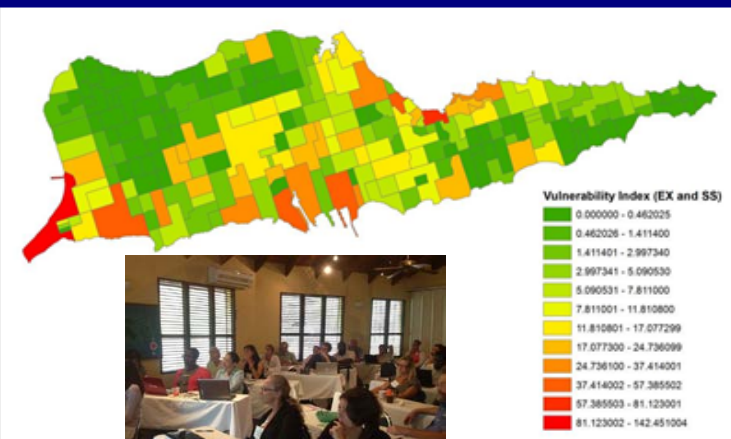 Vulnerability Index (EX and SS)
0.000000 - 0.462025
0.462026 - 1.411400
1.411401 - 2.997340
2.997341 - 5.090530
5.090531 - 7.811000
7.811001 - 11.810800
11.810801 - 17.077299
17.077300 - 24.736099
24.736100 - 37.414001
37.414002 - 57.385502
57.385503 - 81.123001
81.123002 - 142.451004